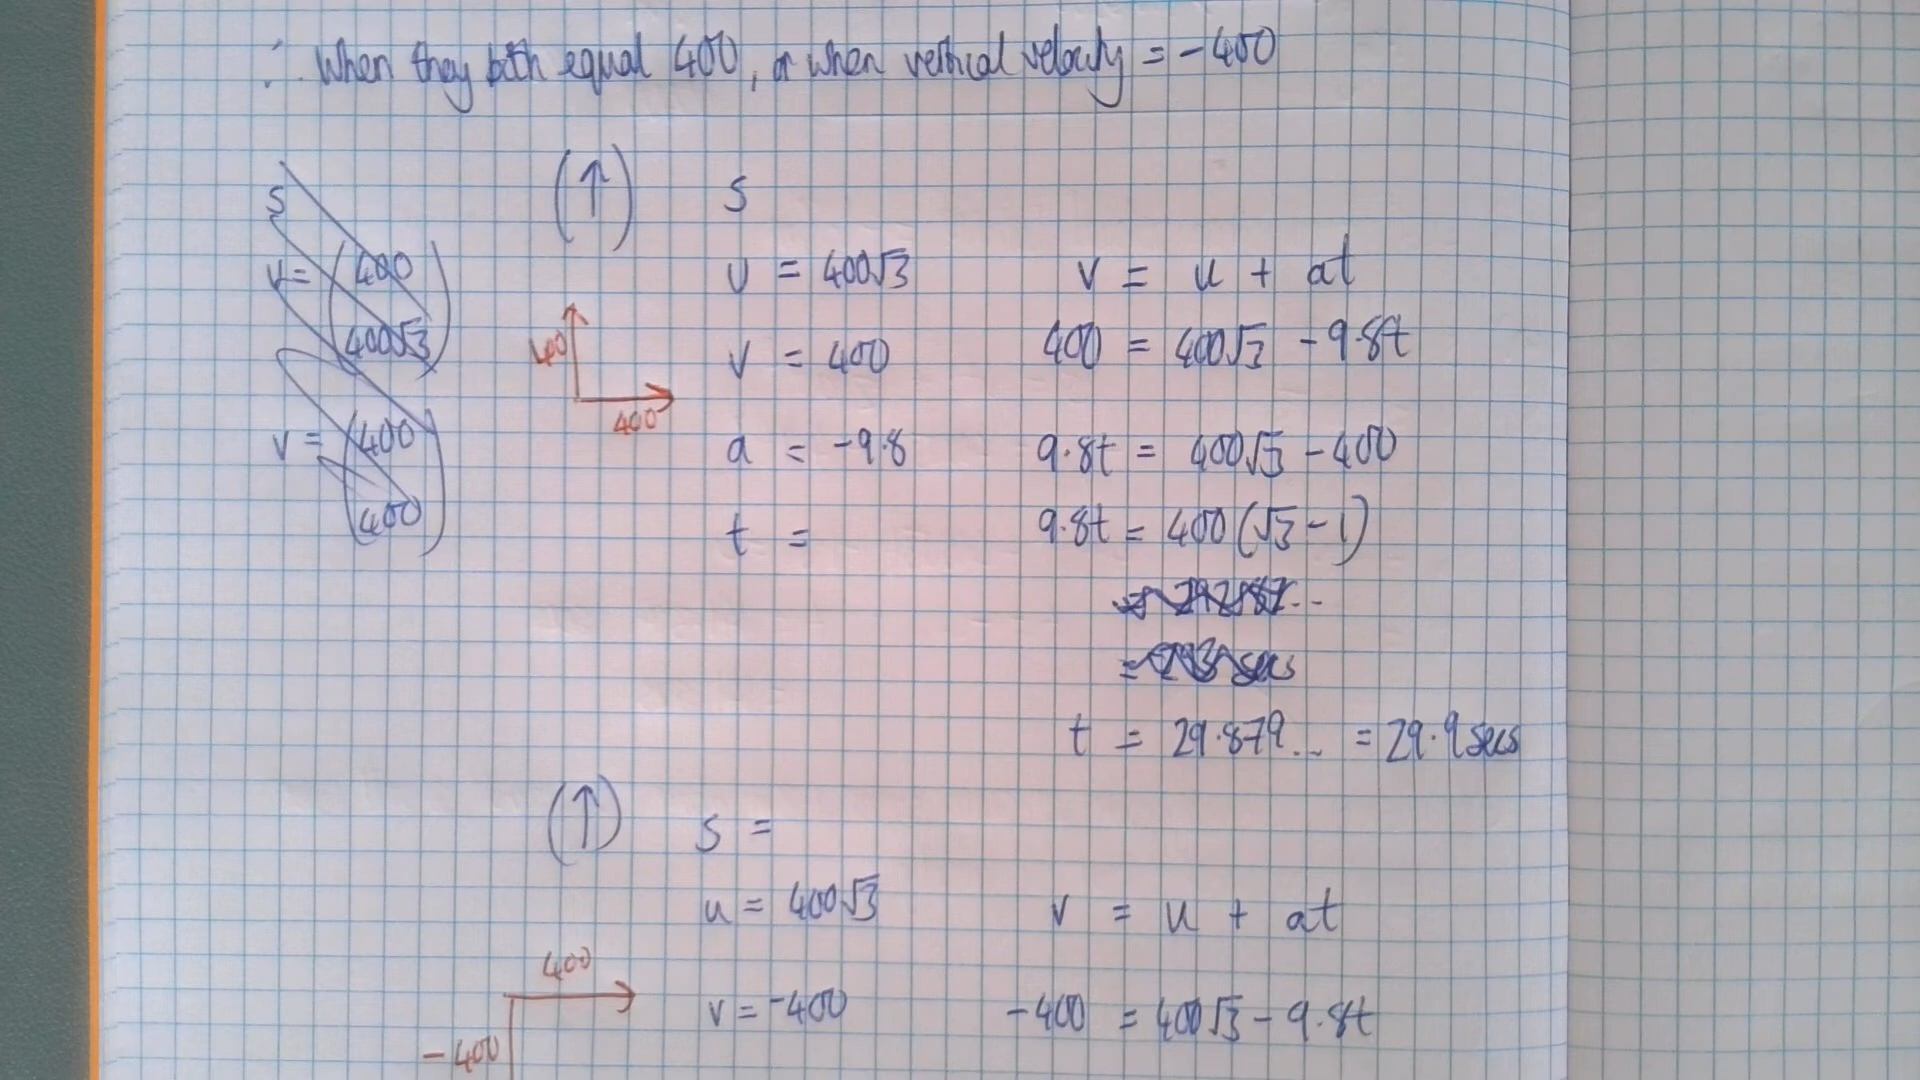 ∴ When they both equal 400, or when vertical velocity = -400
(↑) s
s
u = 400√3
v = u + at
v = (400
400√3)
400
400
v = 400
400 = 400√3 - 9.8t
v = (400
400)
a = -9.8
9.8t = 400√3 - 400
t =
9.8t = 400(√3 - 1)
t = 29.879... = 29.9 secs
(↑) s =
u = 400√3
v = u + at
400
-400
v = -400
-400 = 400√3 - 9.8t